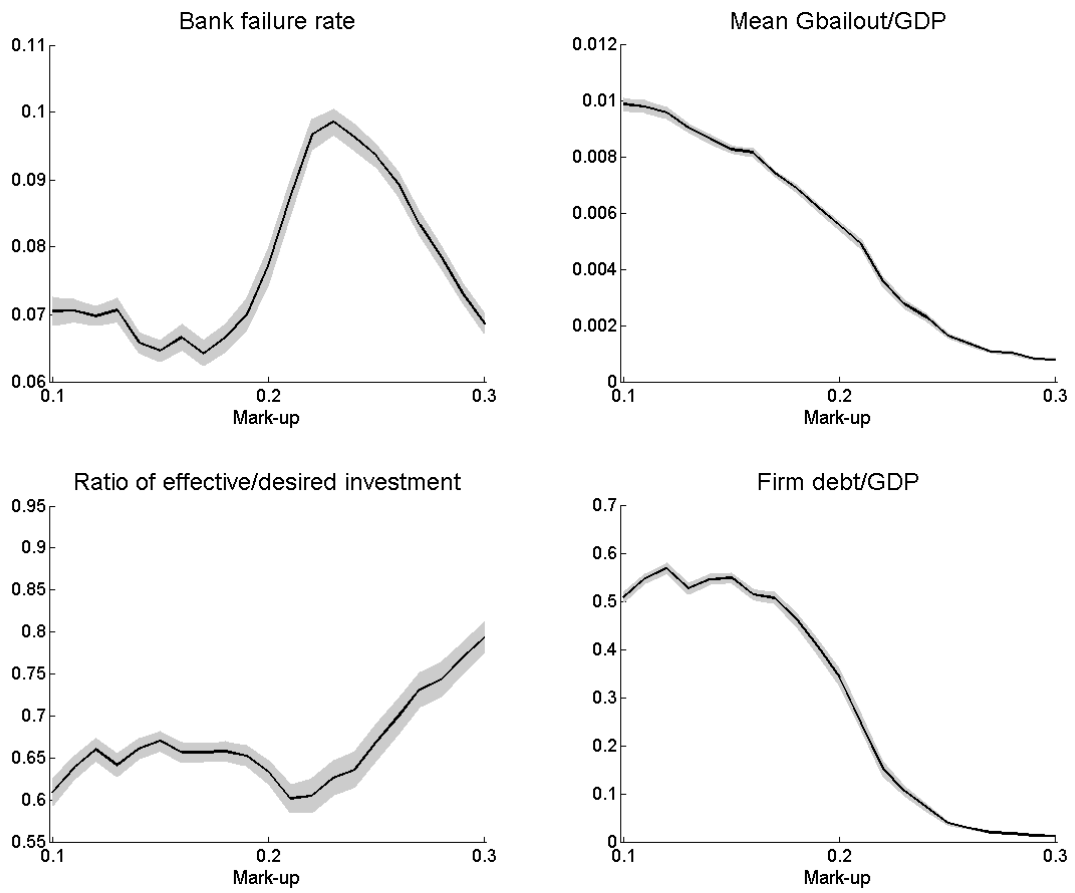 Bank failure rate
0.11
0.1
0.09
0.08
0.07
0.06
0.1 0.2 0.3
Mark-up
Mean Gbailout/GDP
0.012
0.01
0.008
0.006
0.004
0.002
0
0.1 0.2 0.3
Mark-up
Ratio of effective/desired investment
0.95
0.9
0.85
0.8
0.75
0.7
0.65
0.6
0.55
0.1 0.2 0.3
Mark-up
Firm debt/GDP
0.7
0.6
0.5
0.4
0.3
0.2
0.1
0
0.1 0.2 0.3
Mark-up